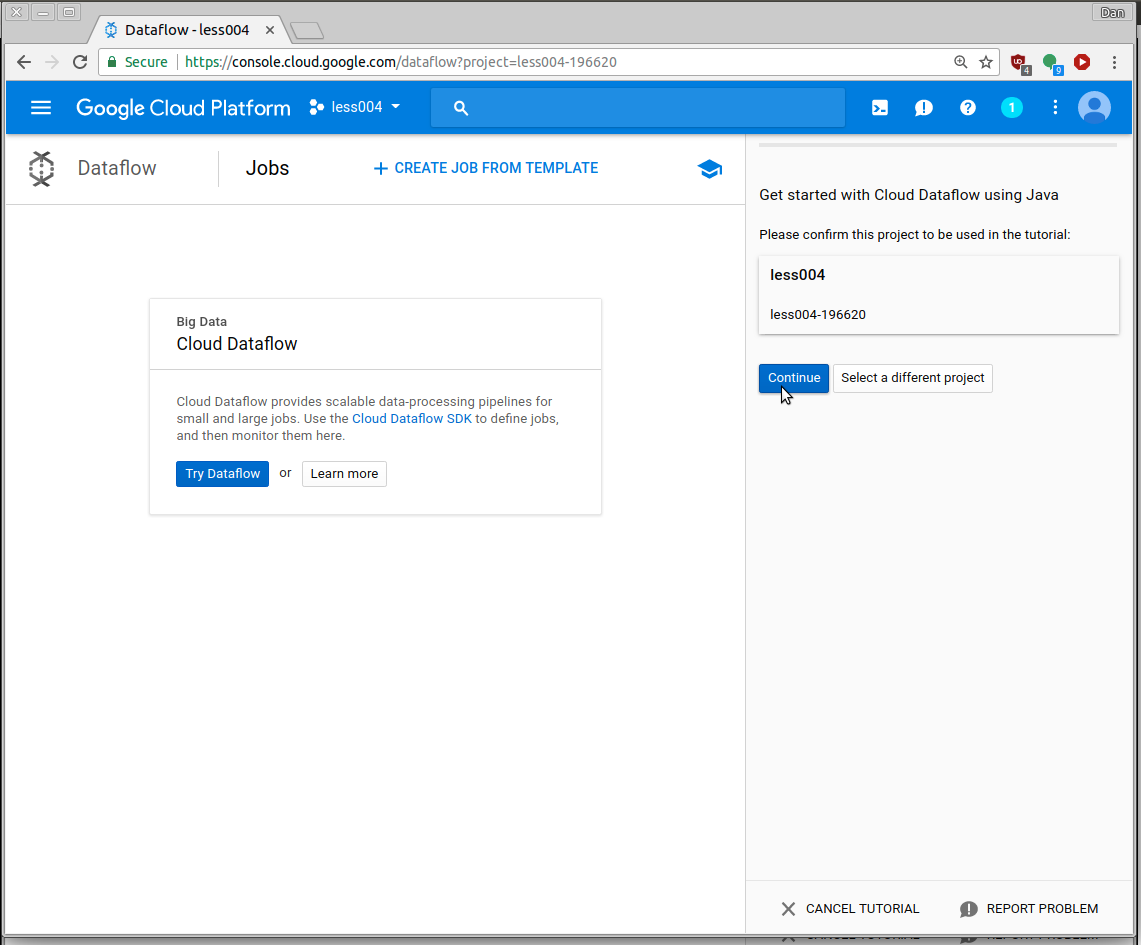 Dan
Dataflow - less004
Secure https://console.cloud.google.com/dataflow?project=less004-196620
4
9
Google Cloud Platform less004
1
Dataflow Jobs CREATE JOB FROM TEMPLATE
Big Data
Cloud Dataflow
Cloud Dataflow provides scalable data-processing pipelines for
small and large jobs. Use the Cloud Dataflow SDK to define jobs,
and then monitor them here.
Try Dataflow or Learn more
Get started with Cloud Dataflow using Java
Please confirm this project to be used in the tutorial:
less004
less004-196620
Continue Select a different project
CANCEL TUTORIAL REPORT PROBLEM